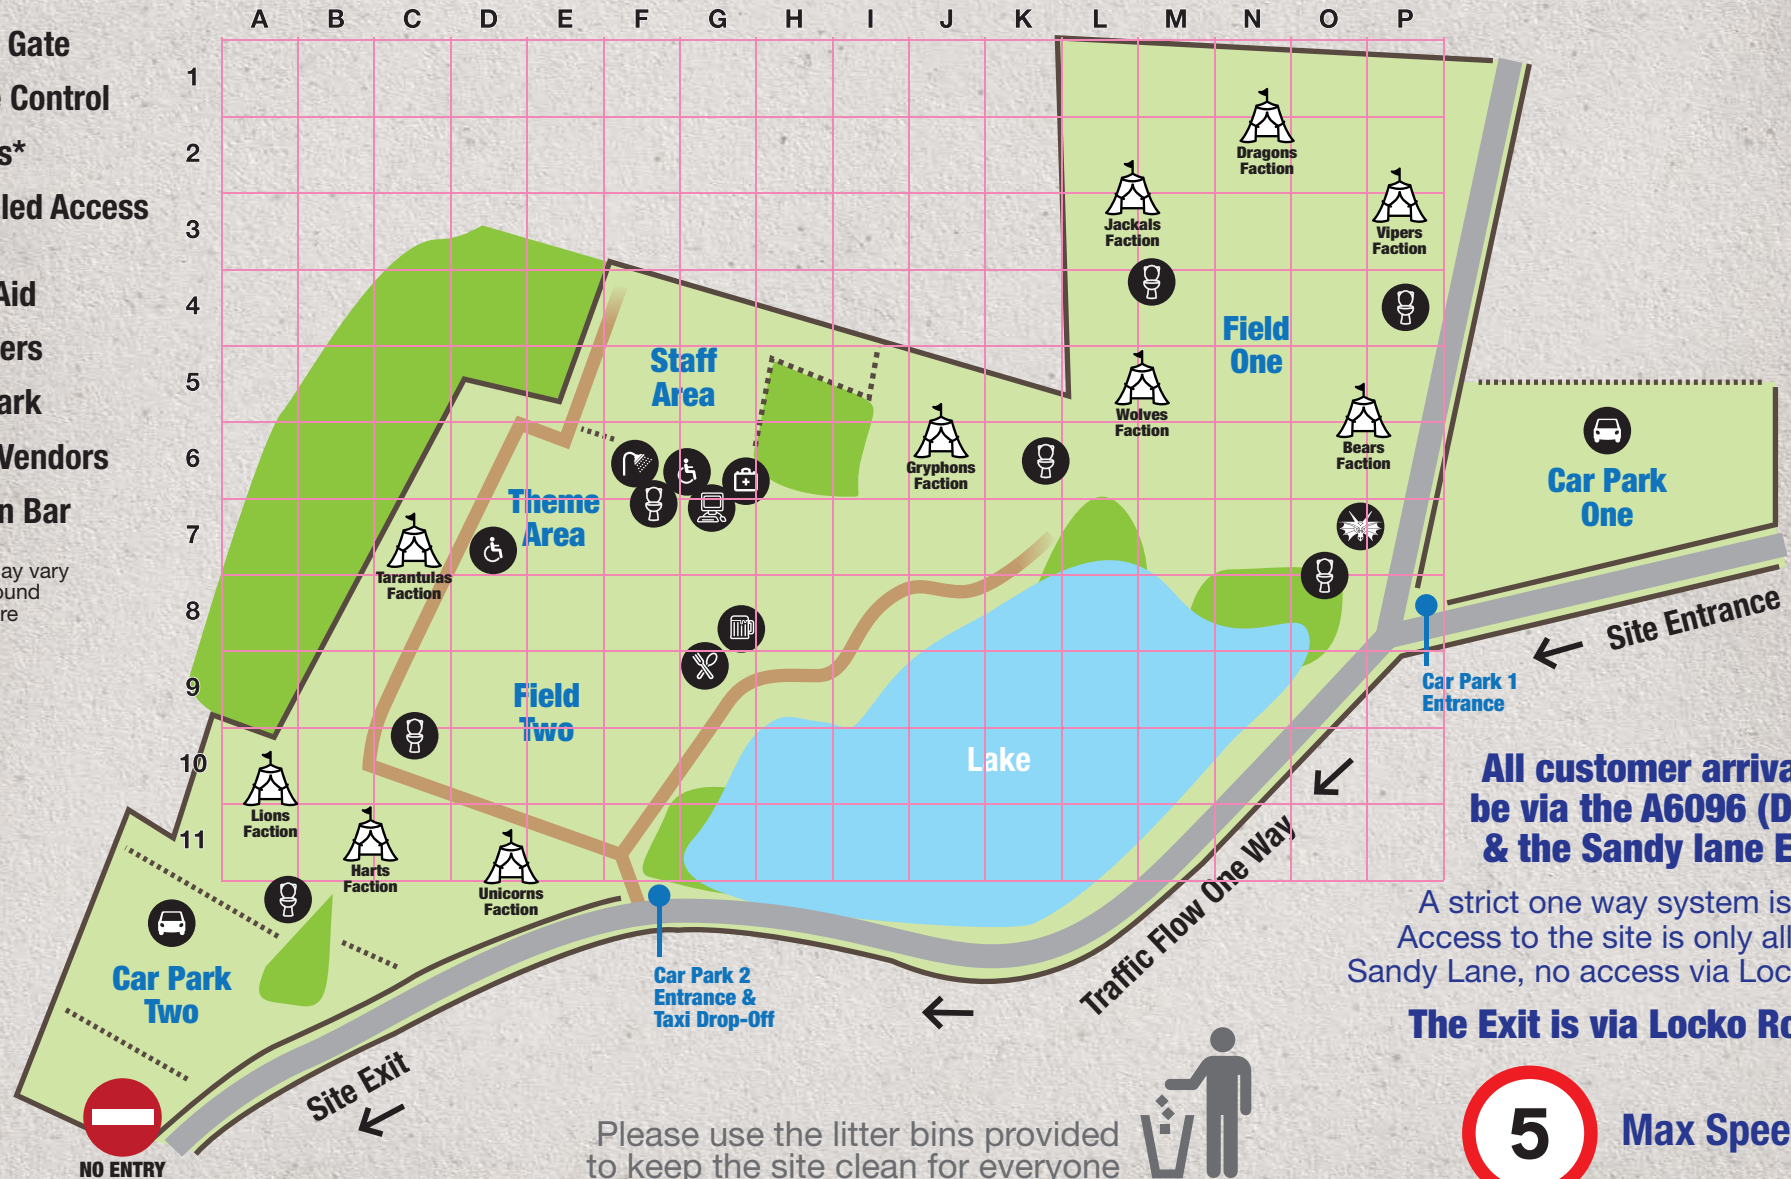 A B C D E F G H I J K L M N O P
1
2
3
4
5
6
7
8
9
10
11
Gate
Control
s*
led Access
Aid
ers
ark
Vendors
n Bar
ay vary
ound
re
Dragons
Faction
Jackals
Faction
Vipers
Faction
Field
One
Staff
Area
Wolves
Faction
Bears
Faction
Gryphons
Faction
Car Park
One
Theme
Area
Tarantulas
Faction
Site Entrance
Car Park 1
Entrance
Field
Two
Lake
Lions
Faction
Harts
Faction
Unicorns
Faction
Traffic Flow One Way
Car Park
Two
Car Park 2
Entrance &
Taxi Drop-Off
Site Exit
NO ENTRY
All customer arriva
be via the A6096 (D
& the Sandy lane E
A strict one way system is
Access to the site is only all
Sandy Lane, no access via Loc
The Exit is via Locko Ro
5
Max Spee
Please use the litter bins provided
to keep the site clean for everyone